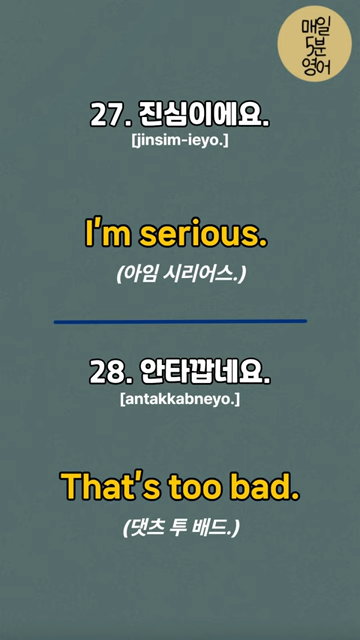 매일
5분
영어
27. 진심이에요.
[jinsim-ieyo.]
I'm serious.
(아임 시리어스.)
28. 안타깝네요.
[antakkabneyo.]
That's too bad.
(댓츠 투 배드.)